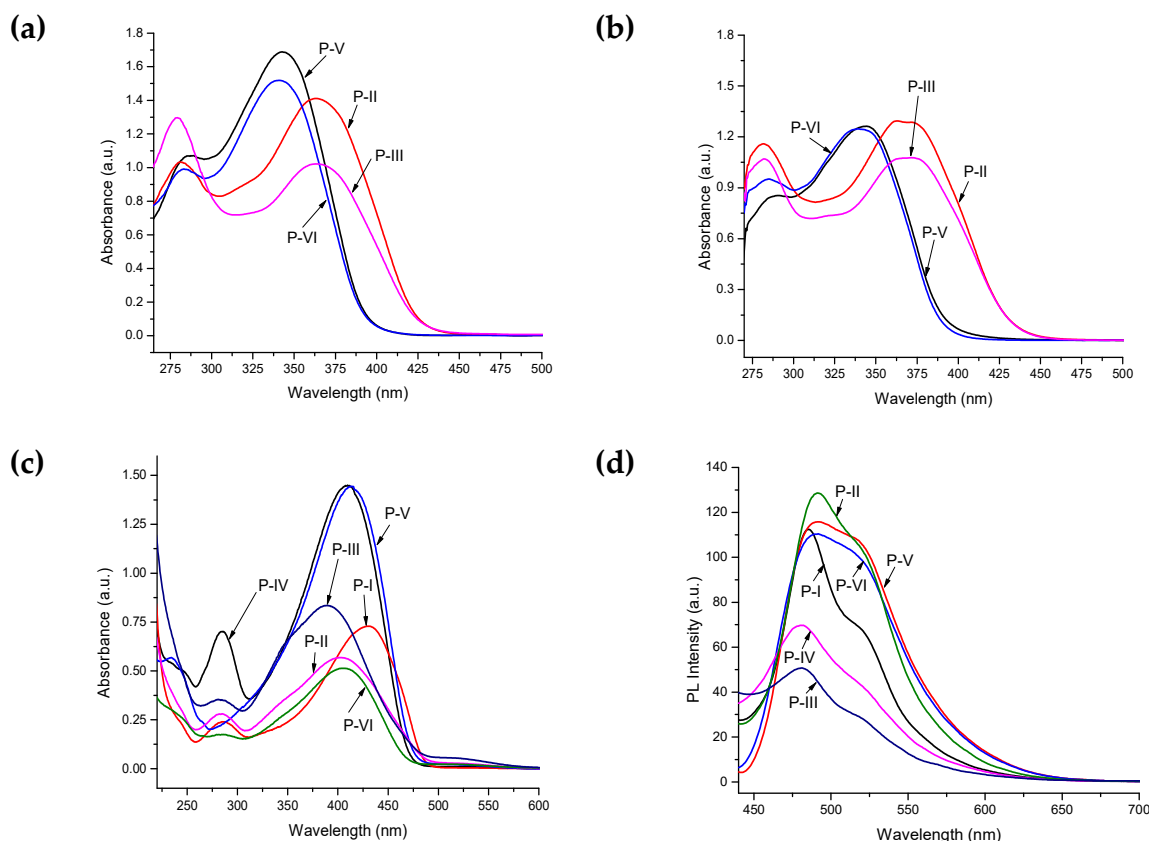 (a)
1.8
1.6
1.4
1.2
1.0
0.8
0.6
0.4
0.2
0.0
Absorbance (a.u.)
P-V
P-II
P-III
P-VI
275 300 325 350 375 400 425 450 475 500
Wavelength (nm)
(b)
1.8
1.5
1.2
0.9
0.6
0.3
0.0
Absorbance (a.u.)
P-III
P-VI
P-II
P-V
275 300 325 350 375 400 425 450 475 500
Wavelength (nm)
(c)
1.50
1.25
1.00
0.75
0.50
0.25
0.00
Absorbance (a.u.)
P-V
P-III
P-I
P-IV
P-II
P-VI
250 300 350 400 450 500 550 600
Wavelength (nm)
(d)
140
120
100
80
60
40
20
0
PL Intensity (a.u.)
P-II
P-V
P-I
P-VI
P-IV
P-III
450 500 550 600 650 700
Wavelength (nm)